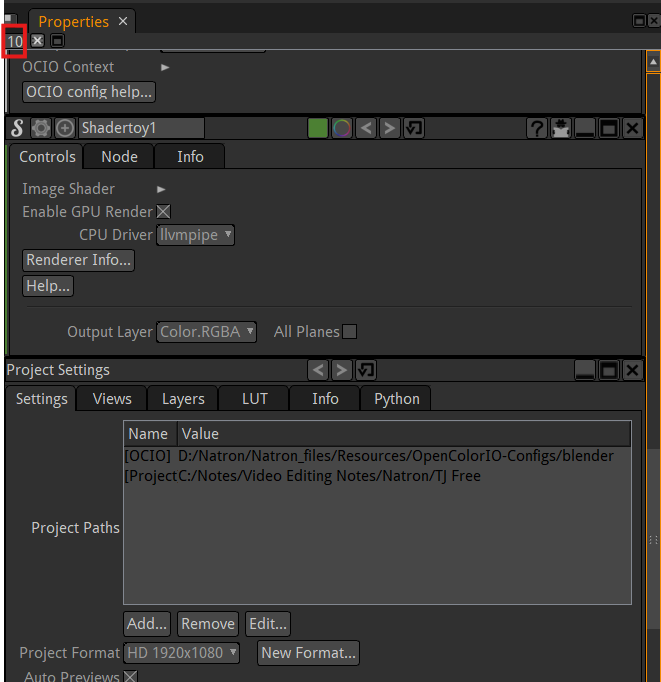 Properties
10
OCIO Context
OCIO config help...
Shadertoy1
Controls Node Info
Image Shader
Enable GPU Render
CPU Driver llvmpipe
Renderer Info...
Help...
Output Layer Color.RGBA All Planes
Project Settings
Settings Views Layers LUT Info Python
Name Value
[OCIO] D:/Natron/Natron_files/Resources/OpenColorIO-Configs/blender
[Project C:/Notes/Video Editing Notes/Natron/TJ Free
Project Paths
Add... Remove Edit...
Project Format HD 1920x1080 New Format...
Auto Previews